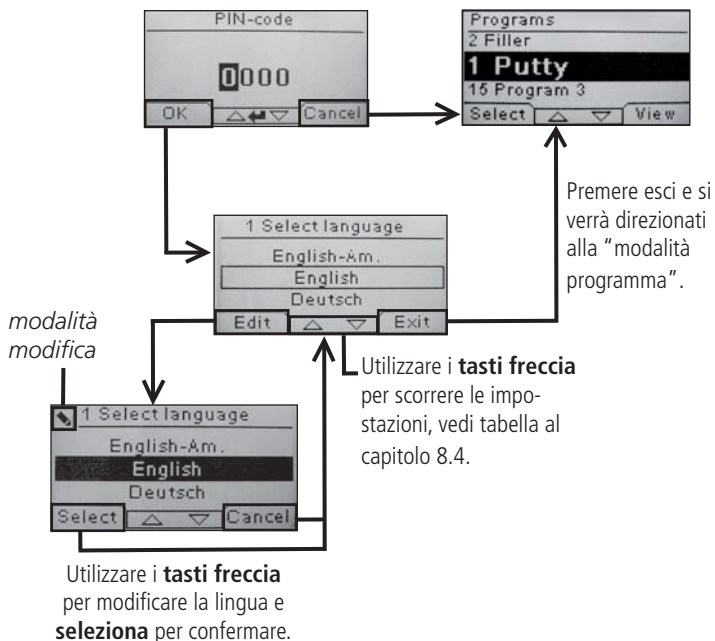 PIN-code
0000
OK Cancel
Programs
2 Filler
1 Putty
15 Program 3
Select View
Premere esci e si
verrà direzionati
alla “modalità
programma”.
1 Select language
English-Am.
English
Deutsch
Edit Exit
modalità
modifica
Utilizzare i tasti freccia
per scorrere le impo-
stazioni, vedi tabella al
capitolo 8.4.
1 Select language
English-Am.
English
Deutsch
Select Cancel
Utilizzare i tasti freccia
per modificare la lingua e
seleziona per confermare.